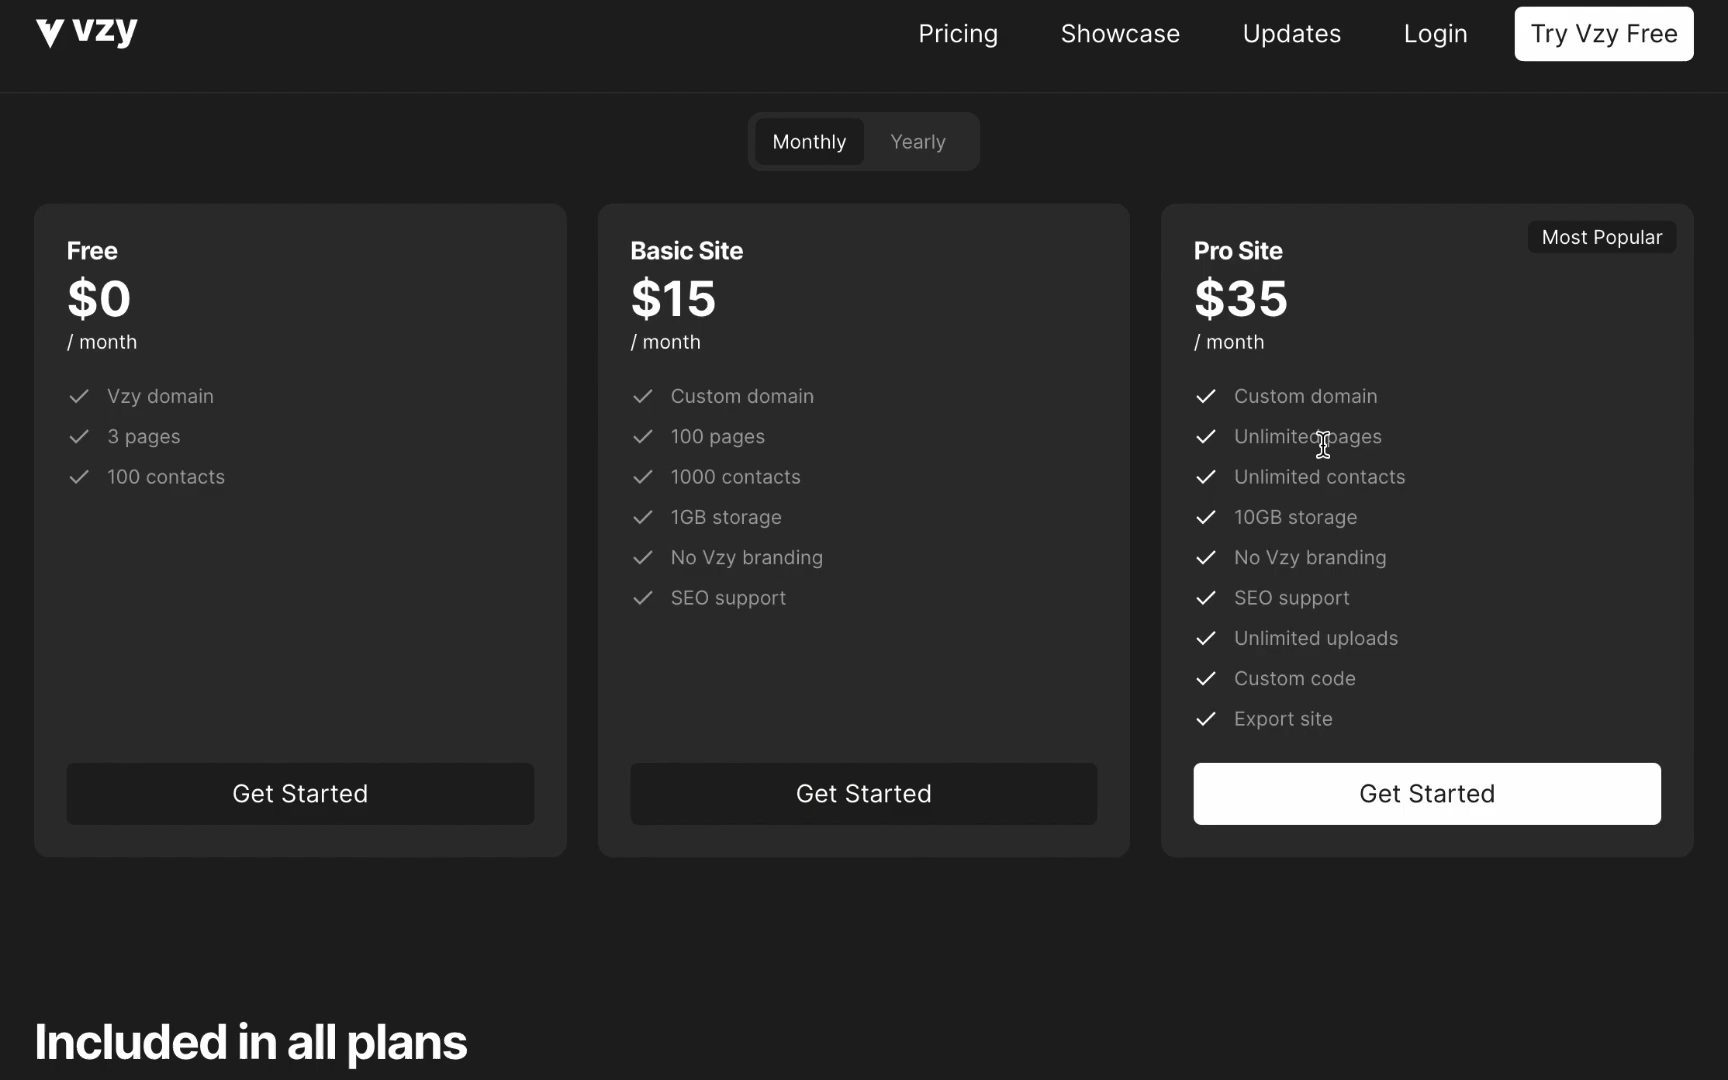 vzy
Pricing
Showcase
Updates
Login
Try Vzy Free
Monthly
Yearly
Free
$0
/ month
Vzy domain
3 pages
100 contacts
Get Started
Basic Site
$15
/ month
Custom domain
100 pages
1000 contacts
1GB storage
No Vzy branding
SEO support
Get Started
Most Popular
Pro Site
$35
/ month
Custom domain
Unlimited pages
Unlimited contacts
10GB storage
No Vzy branding
SEO support
Unlimited uploads
Custom code
Export site
Get Started
Included in all plans